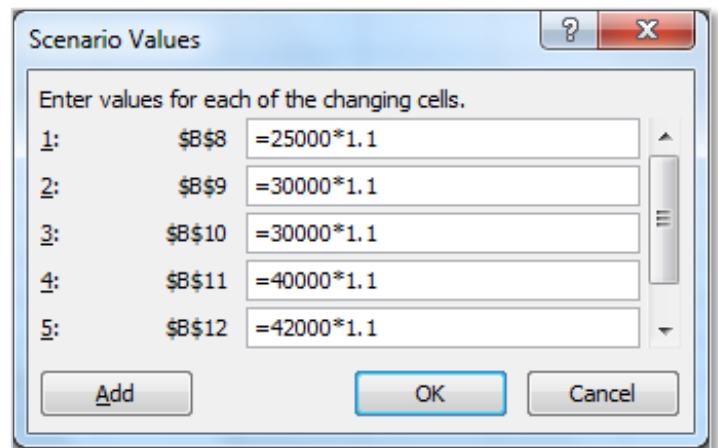 Scenario Values
Enter values for each of the changing cells.
1: $B$8 =25000*1.1
2: $B$9 =30000*1.1
3: $B$10 =30000*1.1
4: $B$11 =40000*1.1
5: $B$12 =42000*1.1
Add OK Cancel